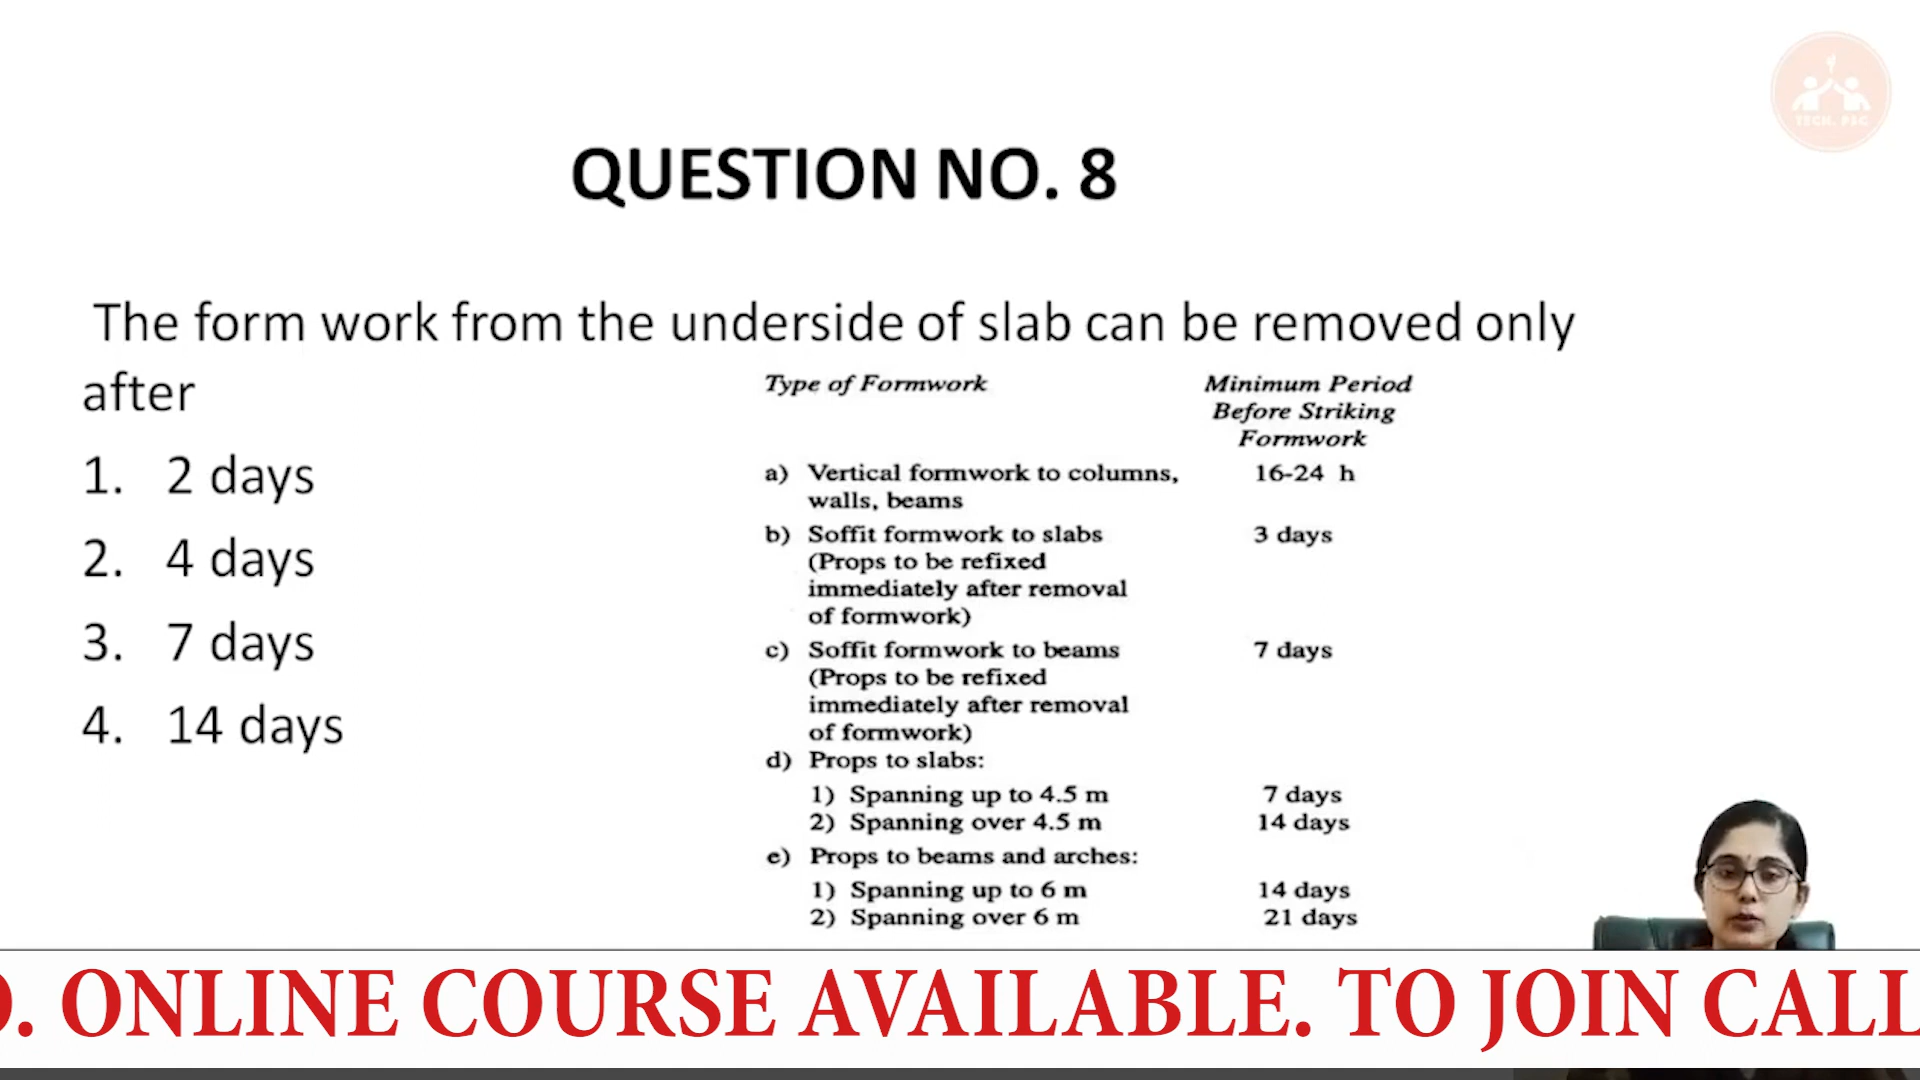 TECH. PSC
QUESTION NO. 8
The form work from the underside of slab can be removed only
after
1. 2 days
2. 4 days
3. 7 days
4. 14 days
Type of Formwork
Minimum Period
Before Striking
Formwork
a) Vertical formwork to columns, 16-24 h
walls, beams
b) Soffit formwork to slabs 3 days
(Props to be refixed
immediately after removal
of formwork)
c) Soffit formwork to beams 7 days
(Props to be refixed
immediately after removal
of formwork)
d) Props to slabs:
1) Spanning up to 4.5 m 7 days
2) Spanning over 4.5 m 14 days
e) Props to beams and arches:
1) Spanning up to 6 m 14 days
2) Spanning over 6 m 21 days
. ONLINE COURSE AVAILABLE. TO JOIN CALL